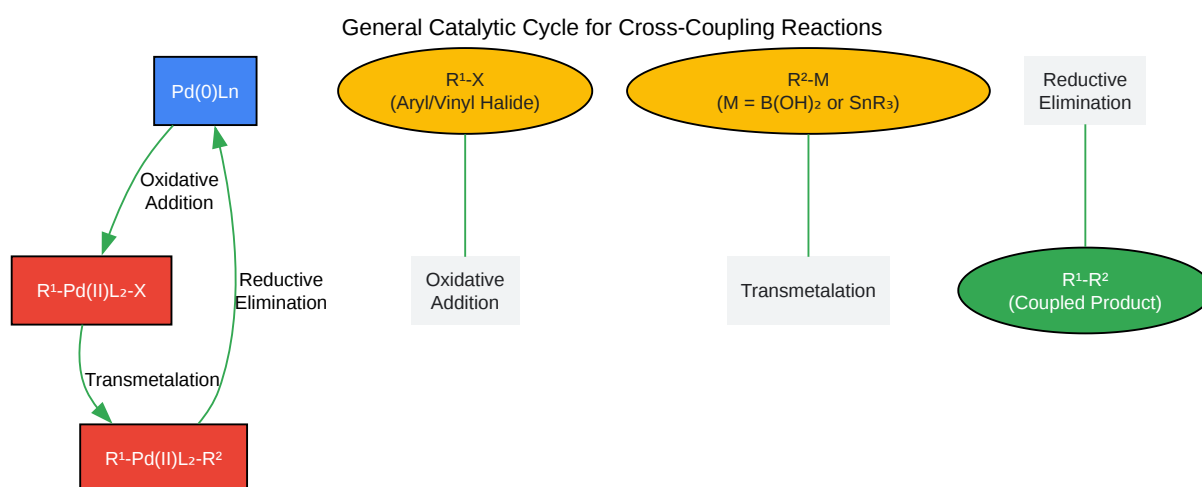 General Catalytic Cycle for Cross-Coupling Reactions
Pd(0)Ln
Oxidative
Addition
R¹-Pd(II)L₂-X
Transmetalation
R¹-Pd(II)L₂-R²
Reductive
Elimination
R¹-X
(Aryl/Vinyl Halide)
Oxidative
Addition
R²-M
(M = B(OH)₂ or SnR₃)
Transmetalation
Reductive
Elimination
R¹-R²
(Coupled Product)